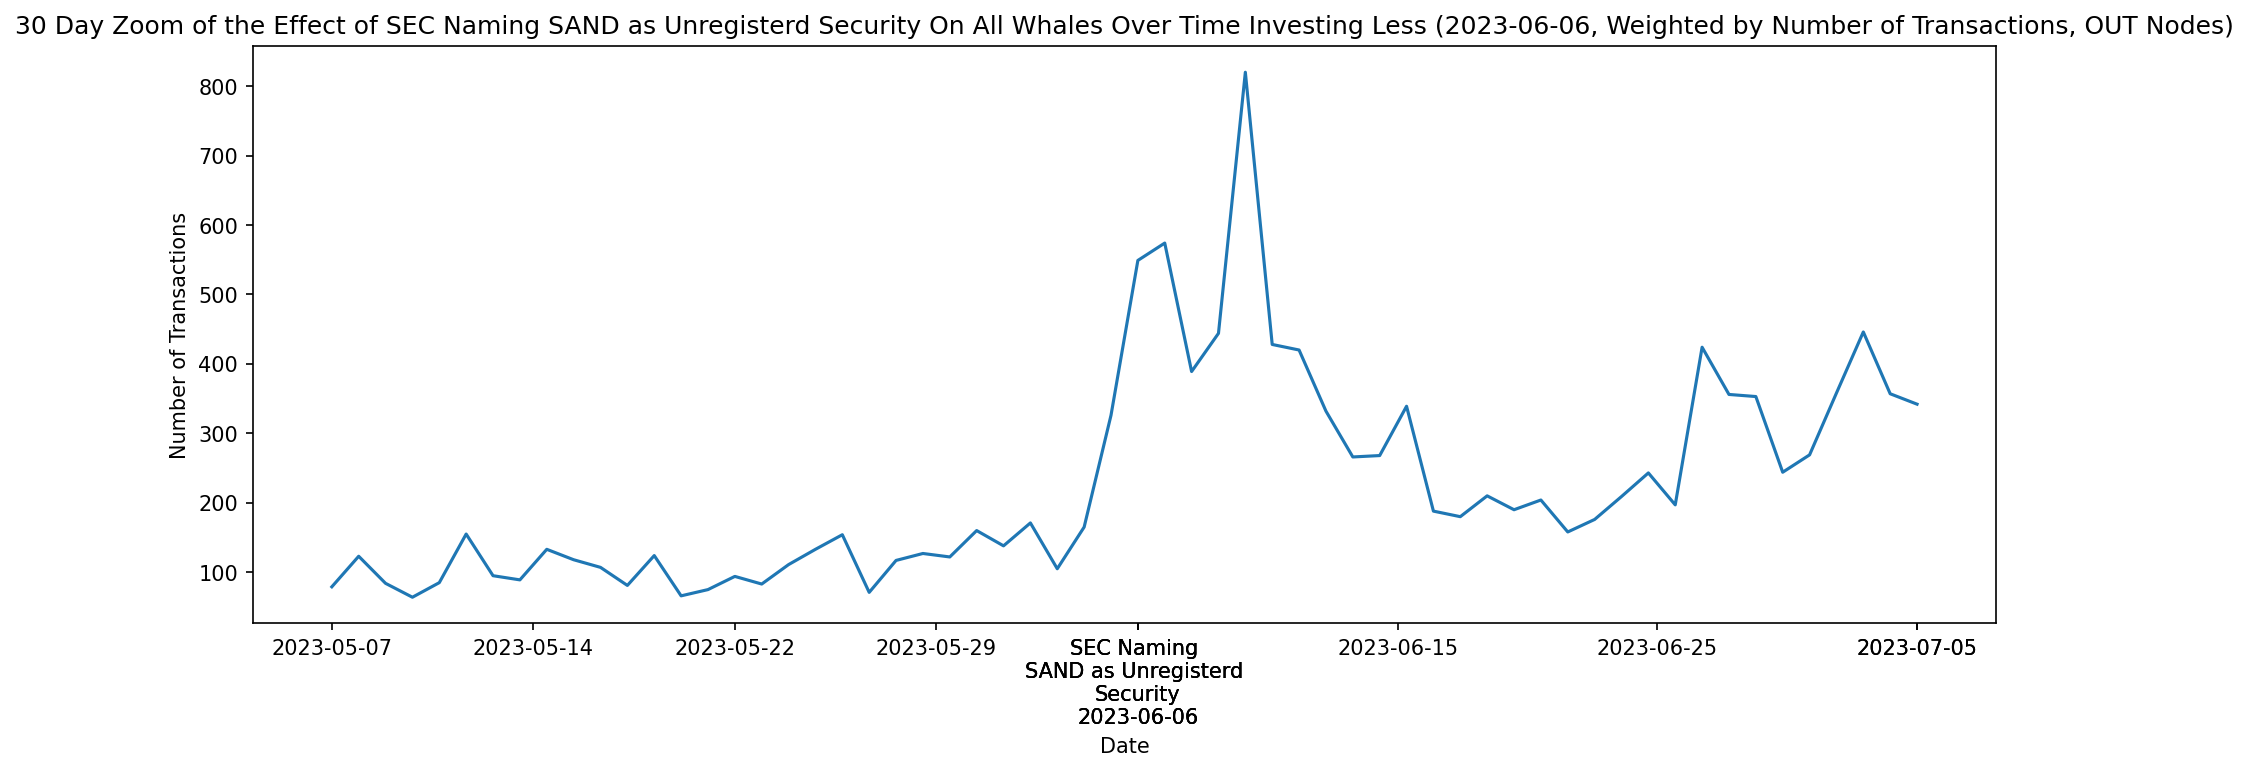 30 Day Zoom of the Effect of SEC Naming SAND as Unregisterd Security On All Whales Over Time Investing Less (2023-06-06, Weighted by Number of Transactions, OUT Nodes)
Number of Transactions
800
700
600
500
400
300
200
100
2023-05-07
2023-05-14
2023-05-22
2023-05-29
SEC Naming
SAND as Unregisterd
Security
2023-06-06
2023-06-15
2023-06-25
2023-07-05
Date